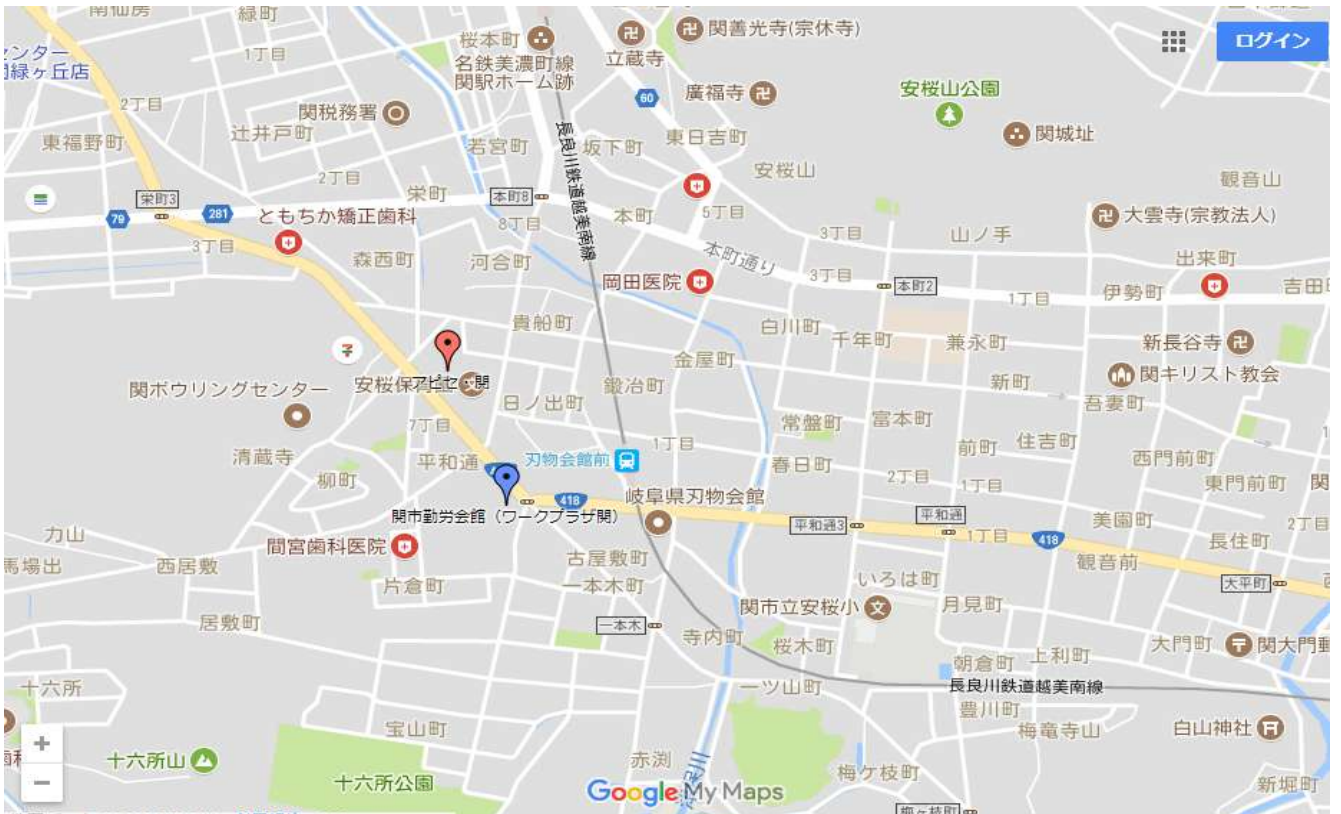 南仙房
緑町
センター
関緑ヶ丘店
1丁目
桜本町
名鉄美濃町線
関駅ホーム跡
立蔵寺
関善光寺(宗休寺)
ログイン
2丁目
関税務署
60
廣福寺
安桜山公園
関城址
東福野町
辻井戸町
若宮町
坂下町
東日吉町
長良川鉄道越美南線
安桜山
観音山
2丁目
栄町
栄町3
本町8
79
281
ともちか矯正歯科
8丁目
本町
5丁目
大雲寺(宗教法人)
3丁目
森西町
河合町
本町通り
3丁目
山ノ手
出来町
岡田医院
3丁目
本町2
1丁目
伊勢町
吉田
貴船町
白川町
千年町
兼永町
新長谷寺
金屋町
関ボウリングセンター
安桜保
アピセ・関
鍛冶町
新町
関キリスト教会
日ノ出町
吾妻町
7丁目
常盤町
富本町
1丁目
前町
住吉町
清蔵寺
平和通
刃物会館前
春日町
西門前町
柳町
2丁目
1丁目
東門前町
関
418
岐阜県刃物会館
関市勤労会館（ワークプラザ関）
平和通3
平和通
美園町
2丁目
力山
間宮歯科医院
1丁目
418
長住町
馬場出
西居敷
古屋敷町
観音前
片倉町
一本木町
いろは町
大平町
居敷町
一本木
関市立安桜小
月見町
寺内町
桜木町
大門町
関大門郵
朝倉町
上利町
十六所
一ツ山町
長良川鉄道越美南線
豊川町
宝山町
梅竜寺山
白山神社
十六所山
赤渕
十六所公園
梅ケ枝町
新堀町
Google My Maps
梅ヶ枝町